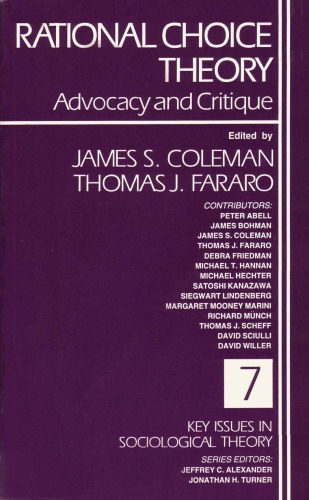 RATIONAL CHOICE
THEORY
Advocacy and Critique
Edited by
JAMES S. COLEMAN
THOMAS J. FARARO
CONTRIBUTORS:
PETER ABELL
JAMES BOHMAN
JAMES S. COLEMAN
THOMAS J. FARARO
DEBRA FRIEDMAN
MICHAEL T. HANNAN
MICHAEL HECHTER
SATOSHI KANAZAWA
SIEGWART LINDENBERG
MARGARET MOONEY MARINI
RICHARD MÜNCH
THOMAS J. SCHEFF
DAVID SCIULLI
DAVID WILLER
7
KEY ISSUES IN
SOCIOLOGICAL THEORY
SERIES EDITORS:
JEFFREY C. ALEXANDER
JONATHAN H. TURNER